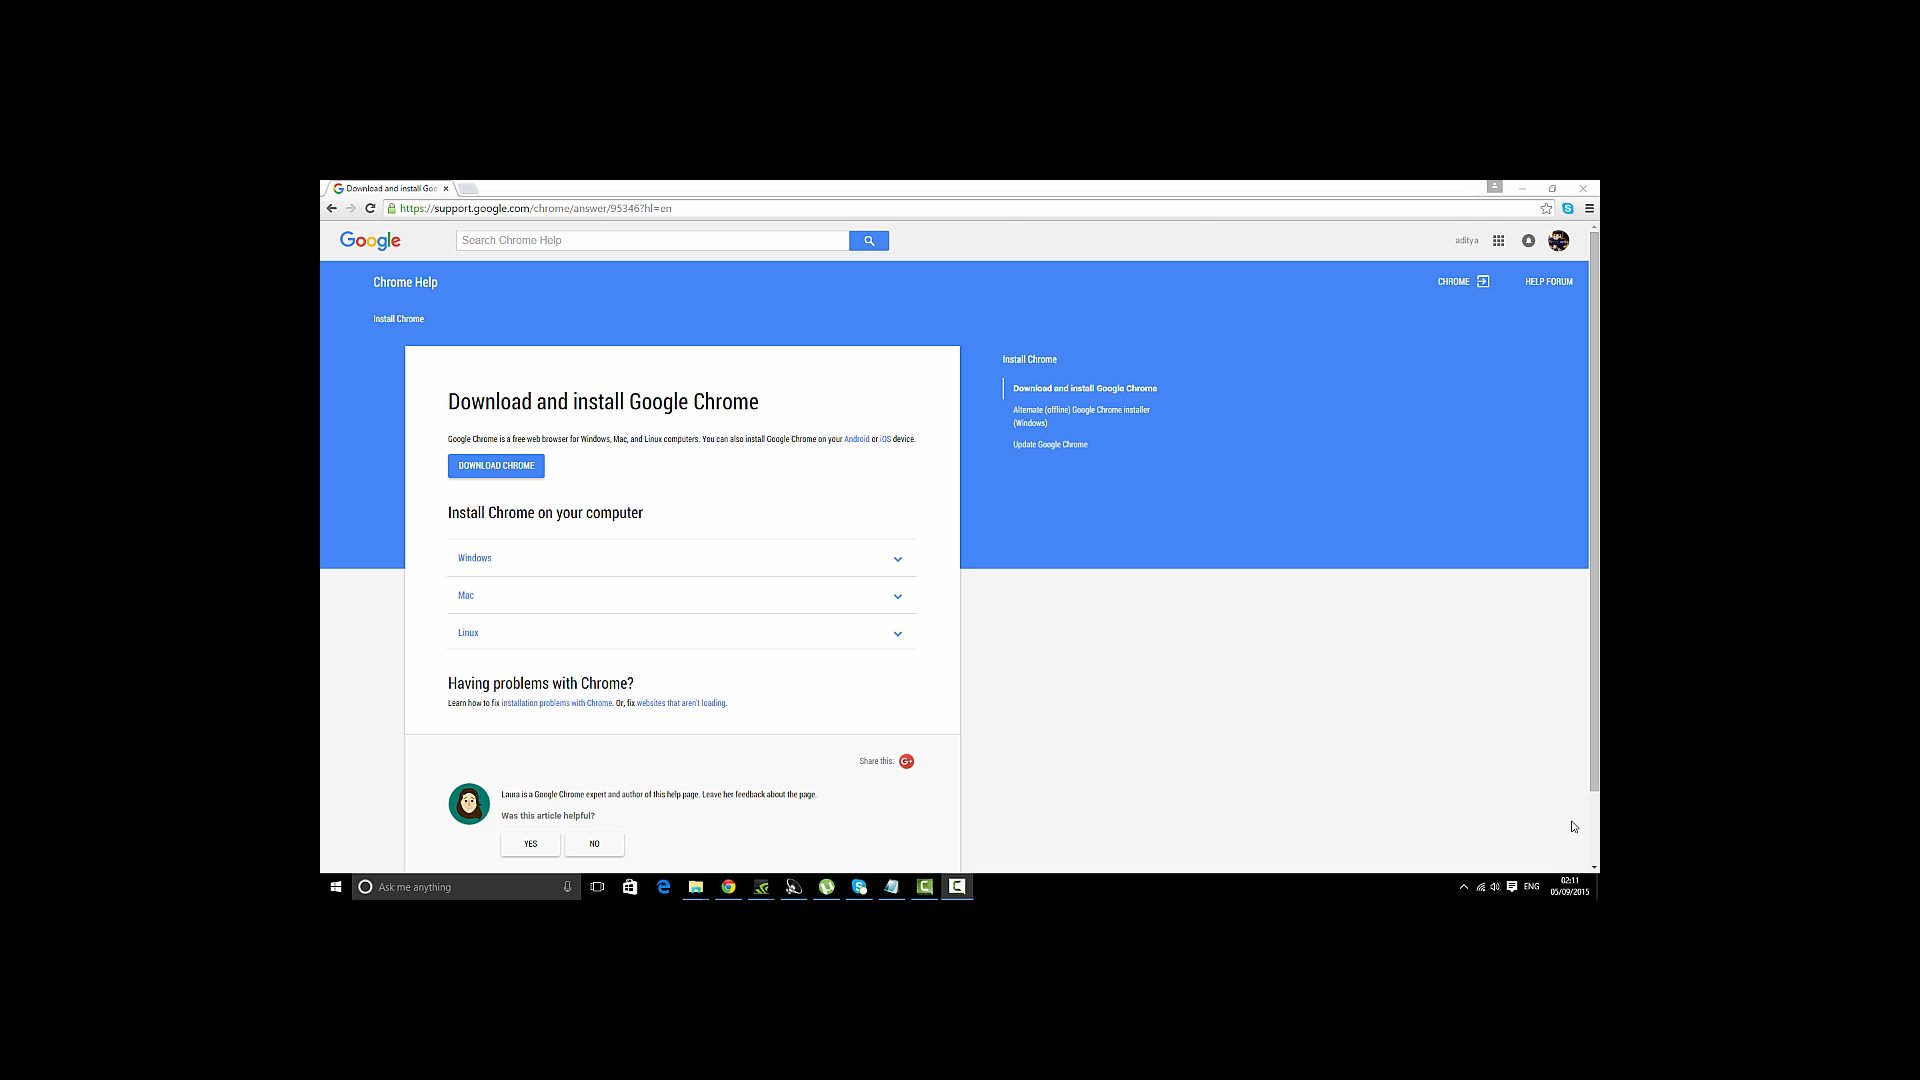 Download and install Goo
https://support.google.com/chrome/answer/95346?hl=en
Google
Search Chrome Help
aditya
Chrome Help
CHROME
HELP FORUM
Install Chrome
Download and install Google Chrome
Google Chrome is a free web browser for Windows, Mac, and Linux computers. You can also install Google Chrome on your Android or iOS device.
DOWNLOAD CHROME
Install Chrome on your computer
Windows
Mac
Linux
Having problems with Chrome?
Learn how to fix installation problems with Chrome. Or, fix websites that aren't loading.
Share this:
G+
Laura is a Google Chrome expert and author of this help page. Leave her feedback about the page.
Was this article helpful?
YES
NO
Install Chrome
Download and install Google Chrome
Alternate (offline) Google Chrome installer
(Windows)
Update Google Chrome
Ask me anything
ENG
02:11
05/09/2015